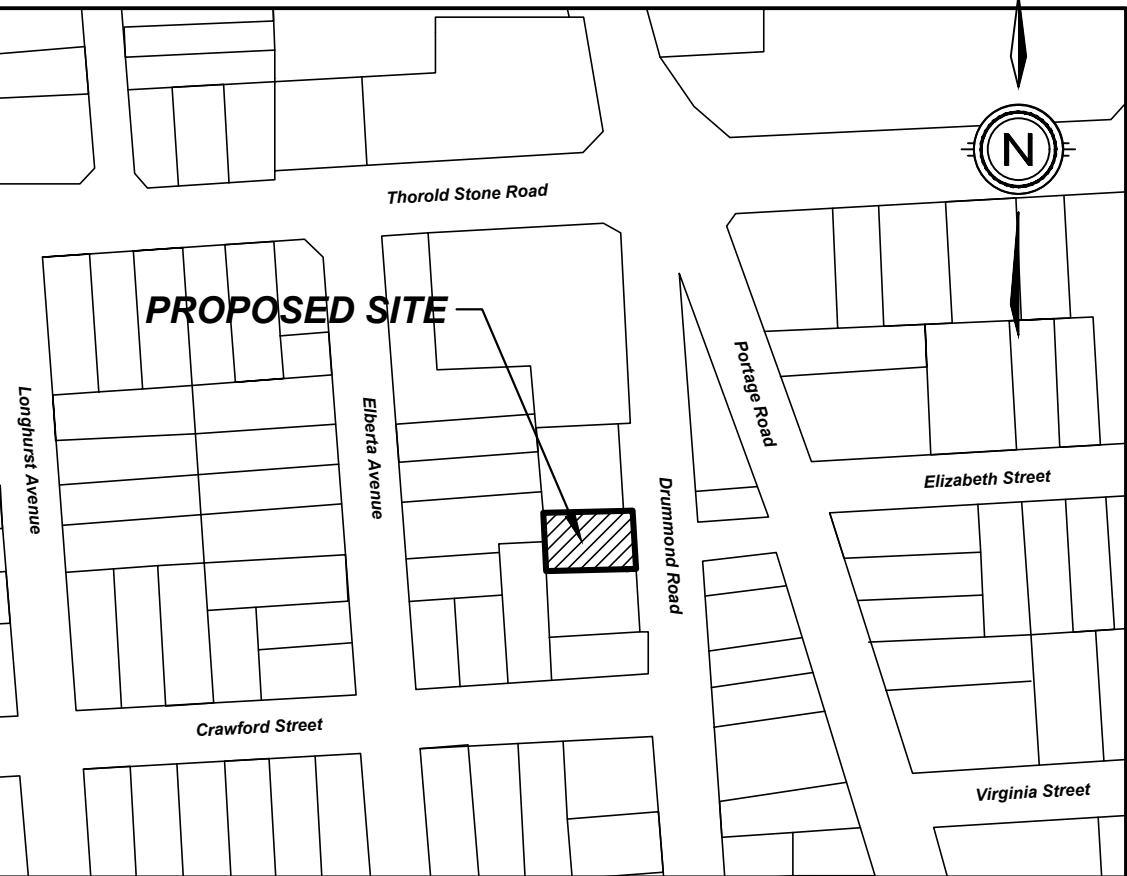 N
Thorold Stone Road
PROPOSED SITE
Longhurst Avenue
Elberta Avenue
Portage Road
Drummond Road
Elizabeth Street
Crawford Street
Virginia Street